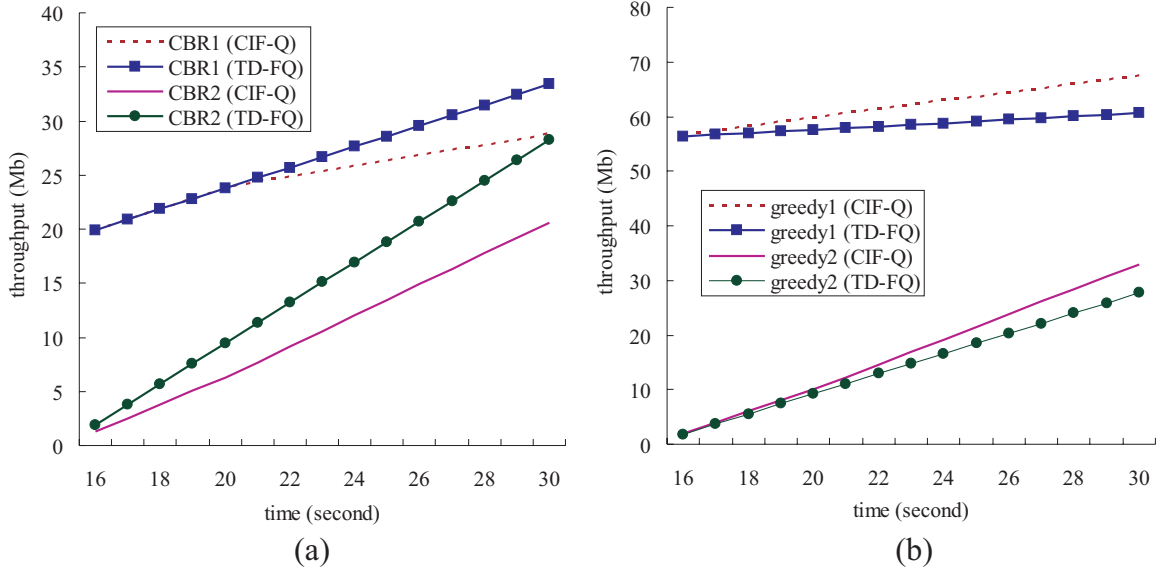 40
35
30
25
20
15
10
5
0
throughput (Mb)
CBR1 (CIF-Q)
CBR1 (TD-FQ)
CBR2 (CIF-Q)
CBR2 (TD-FQ)
16 18 20 22 24 26 28 30
time (second)
(a)
80
70
60
50
40
30
20
10
0
throughput (Mb)
greedy1 (CIF-Q)
greedy1 (TD-FQ)
greedy2 (CIF-Q)
greedy2 (TD-FQ)
16 18 20 22 24 26 28 30
time (second)
(b)